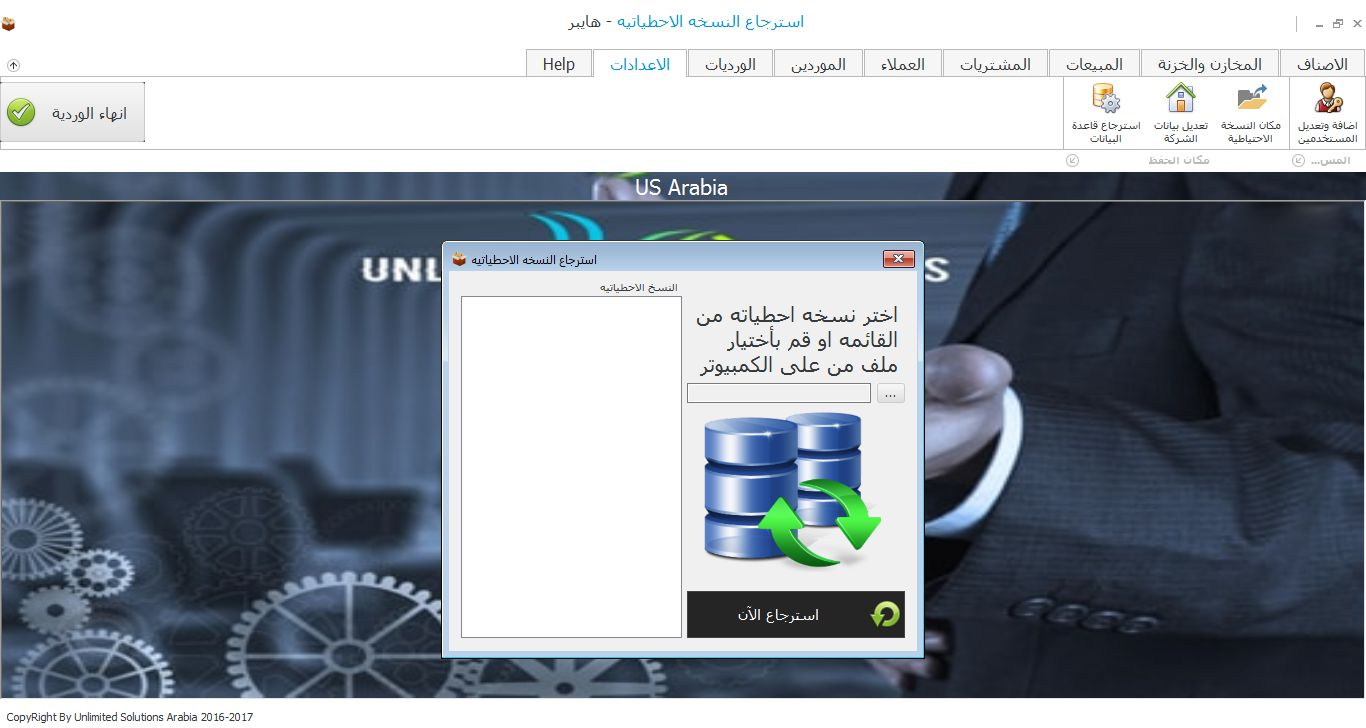 استرجاع النسخه الاحطياتيه - هايبر
الاصناف
المخازن والخزنة
المبيعات
المشتريات
العملاء
الموردين
الورديات
الاعدادات
Help
اضافة وتعديل
المستخدمين
مكان النسخة
الاحتياطية
تعديل بيانات
الشركة
استرجاع قاعدة
البيانات
انهاء الوردية
المس...
مكان الحفظ
US Arabia
UNL
S
استرجاع النسخه الاحطياتيه
النسخ الاحطياتيه
اختر نسخه احطياته من
القائمه او قم بأختيار
ملف من على الكمبيوتر
...
استرجاع الآن
CopyRight By Unlimited Solutions Arabia 2016-2017